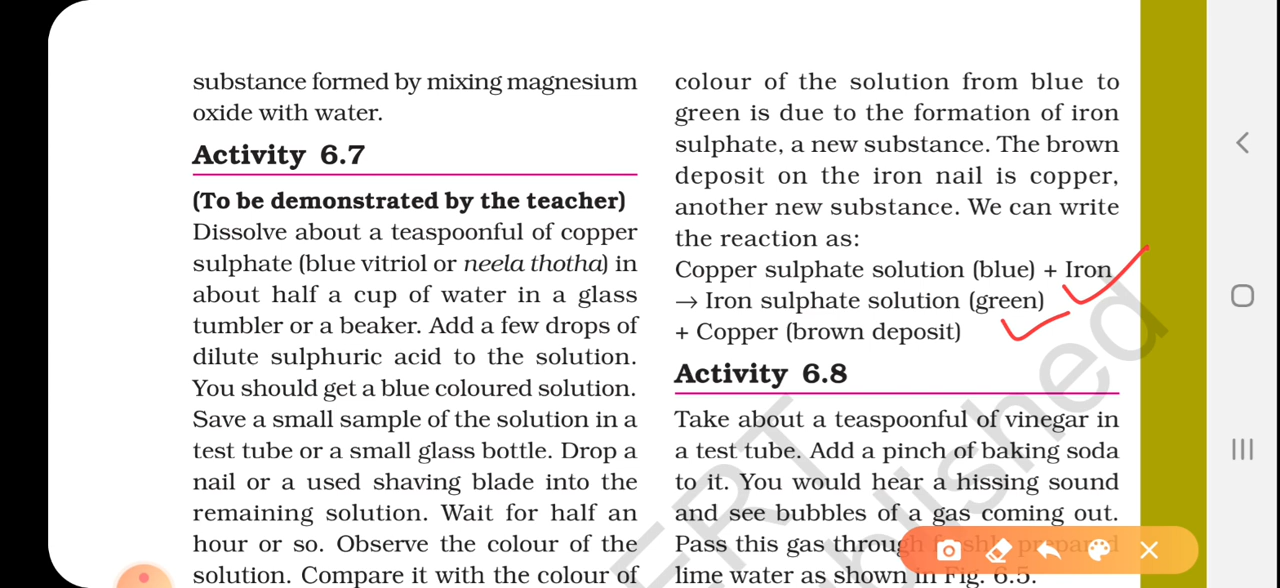 substance formed by mixing magnesium
oxide with water.
Activity 6.7
(To be demonstrated by the teacher)
Dissolve about a teaspoonful of copper
sulphate (blue vitriol or neela thotha) in
about half a cup of water in a glass
tumbler or a beaker. Add a few drops of
dilute sulphuric acid to the solution.
You should get a blue coloured solution.
Save a small sample of the solution in a
test tube or a small glass bottle. Drop a
nail or a used shaving blade into the
remaining solution. Wait for half an
hour or so. Observe the colour of the
solution. Compare it with the colour of
colour of the solution from blue to
green is due to the formation of iron
sulphate, a new substance. The brown
deposit on the iron nail is copper,
another new substance. We can write
the reaction as:
Copper sulphate solution (blue) + Iron
→ Iron sulphate solution (green)
+ Copper (brown deposit)
Activity 6.8
Take about a teaspoonful of vinegar in
a test tube. Add a pinch of baking soda
to it. You would hear a hissing sound
and see bubbles of a gas coming out.
Pass this gas through freshly prepared
lime water as shown in Fig. 6.5.